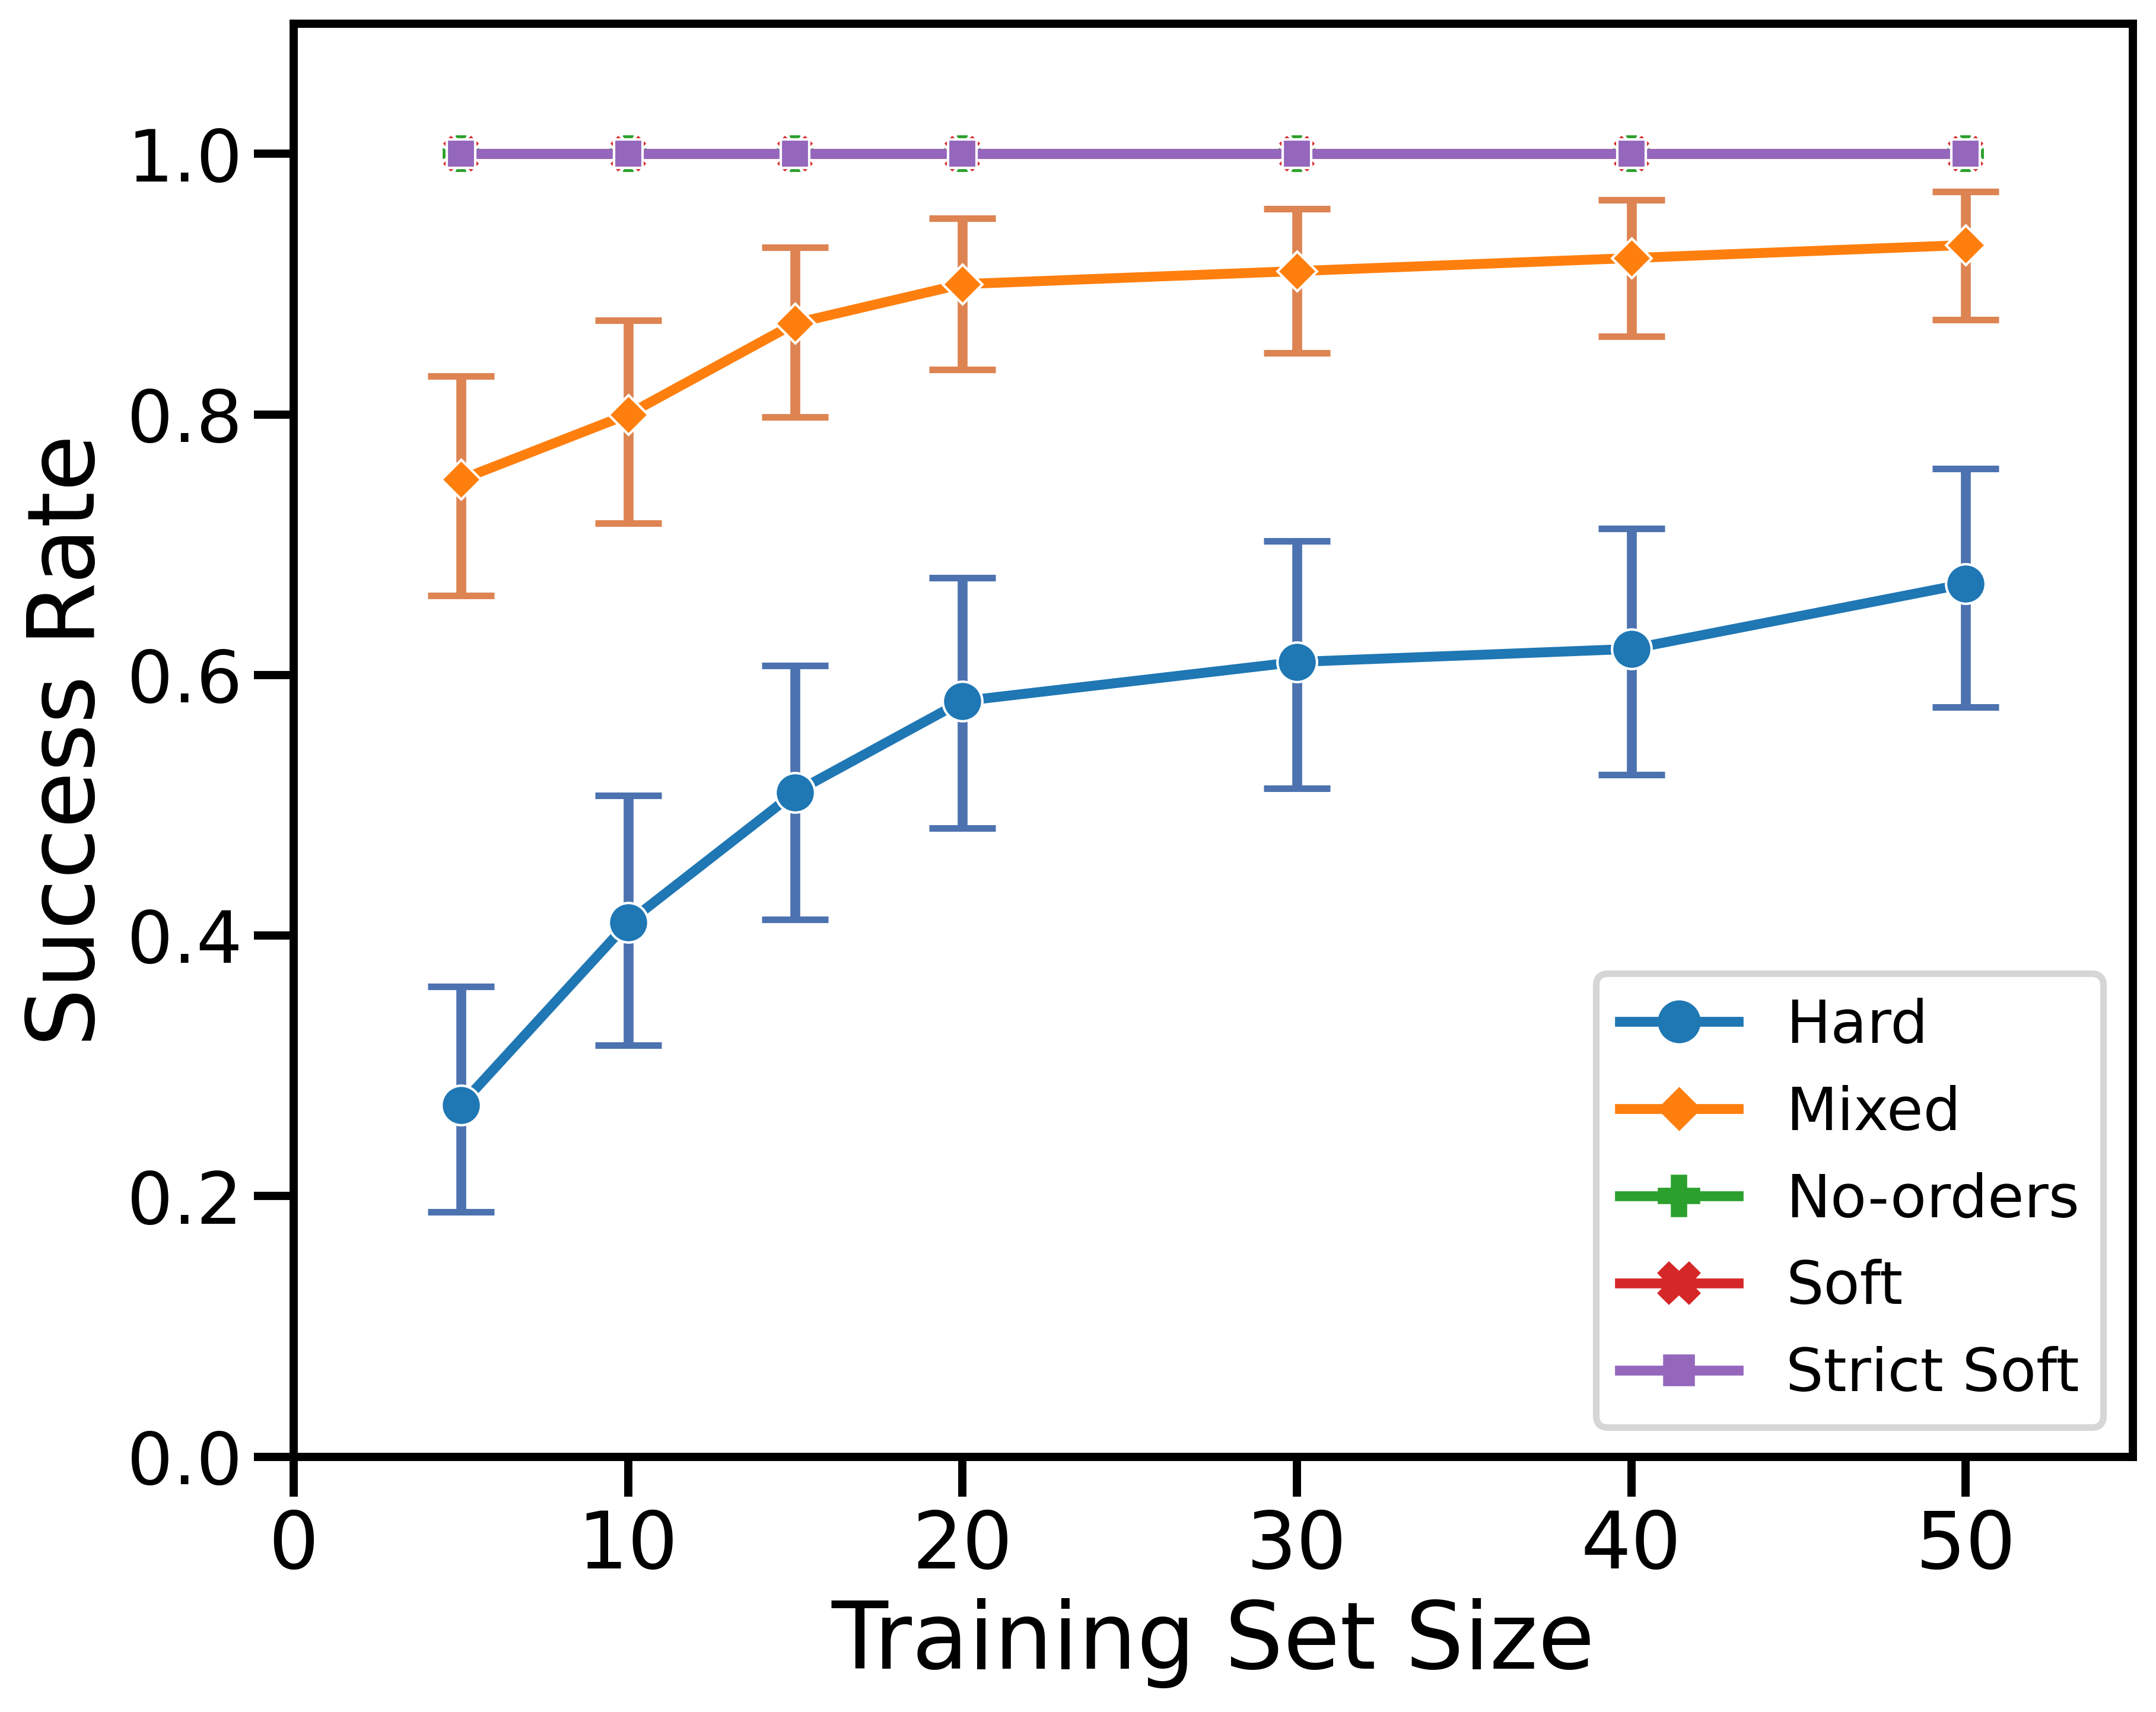 Success Rate
1.0
0.8
0.6
0.4
0.2
0.0
0 10 20 30 40 50
Training Set Size
Hard
Mixed
No-orders
Soft
Strict Soft